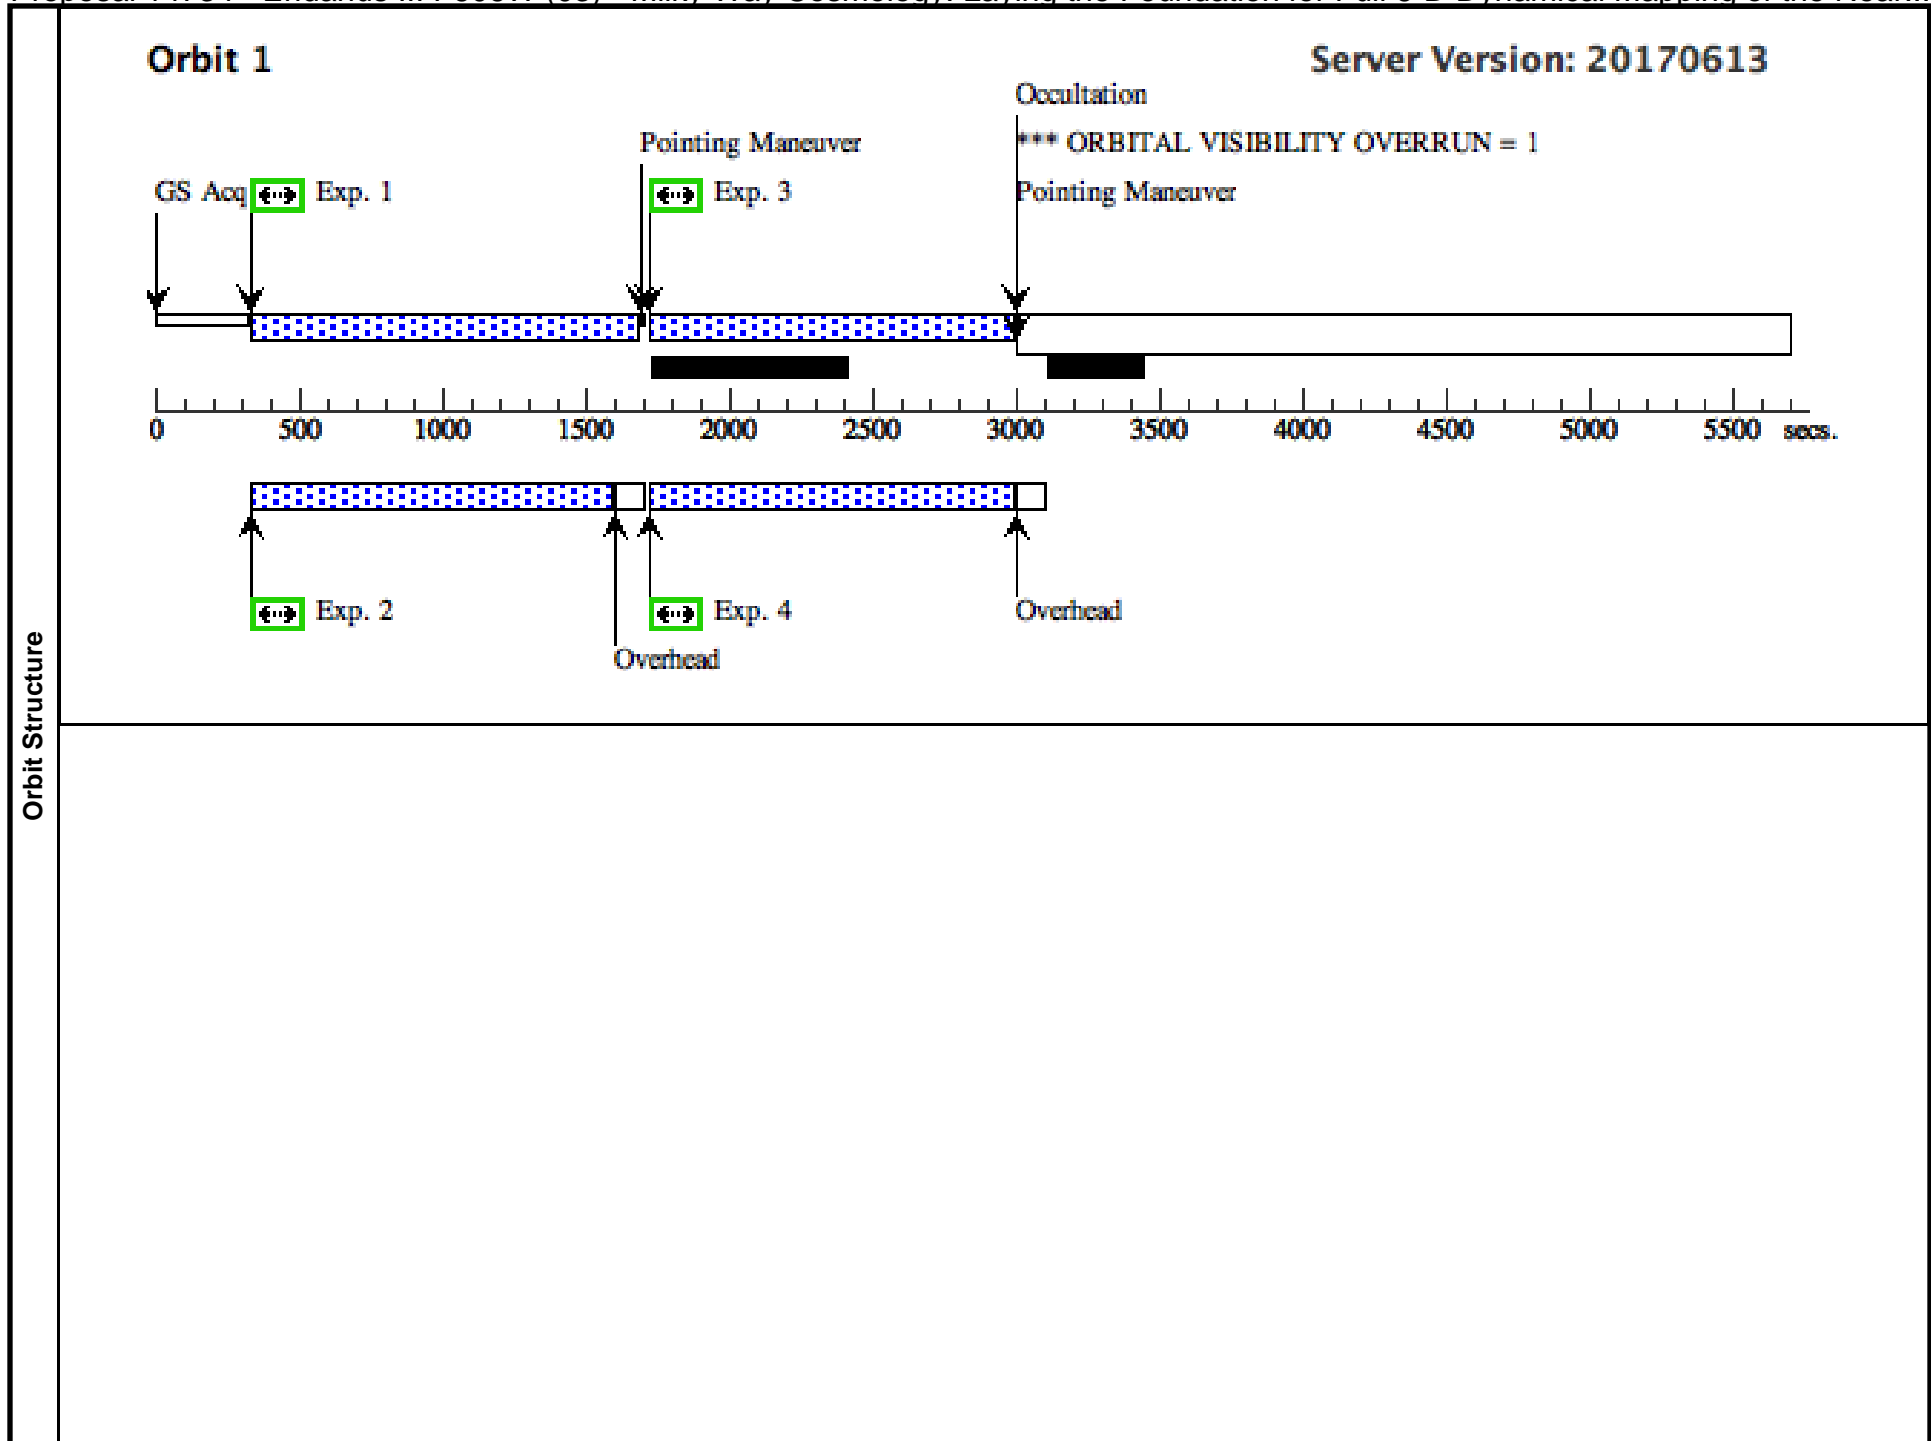 Orbit 1
Server Version: 20170613
Occultation
Pointing Maneuver
*** ORBITAL VISIBILITY OVERRUN = 1
GS Acq
Exp. 1
Exp. 3
Pointing Maneuver
0 500 1000 1500 2000 2500 3000 3500 4000 4500 5000 5500 secs.
Exp. 2
Exp. 4
Overhead
Overhead
Orbit Structure